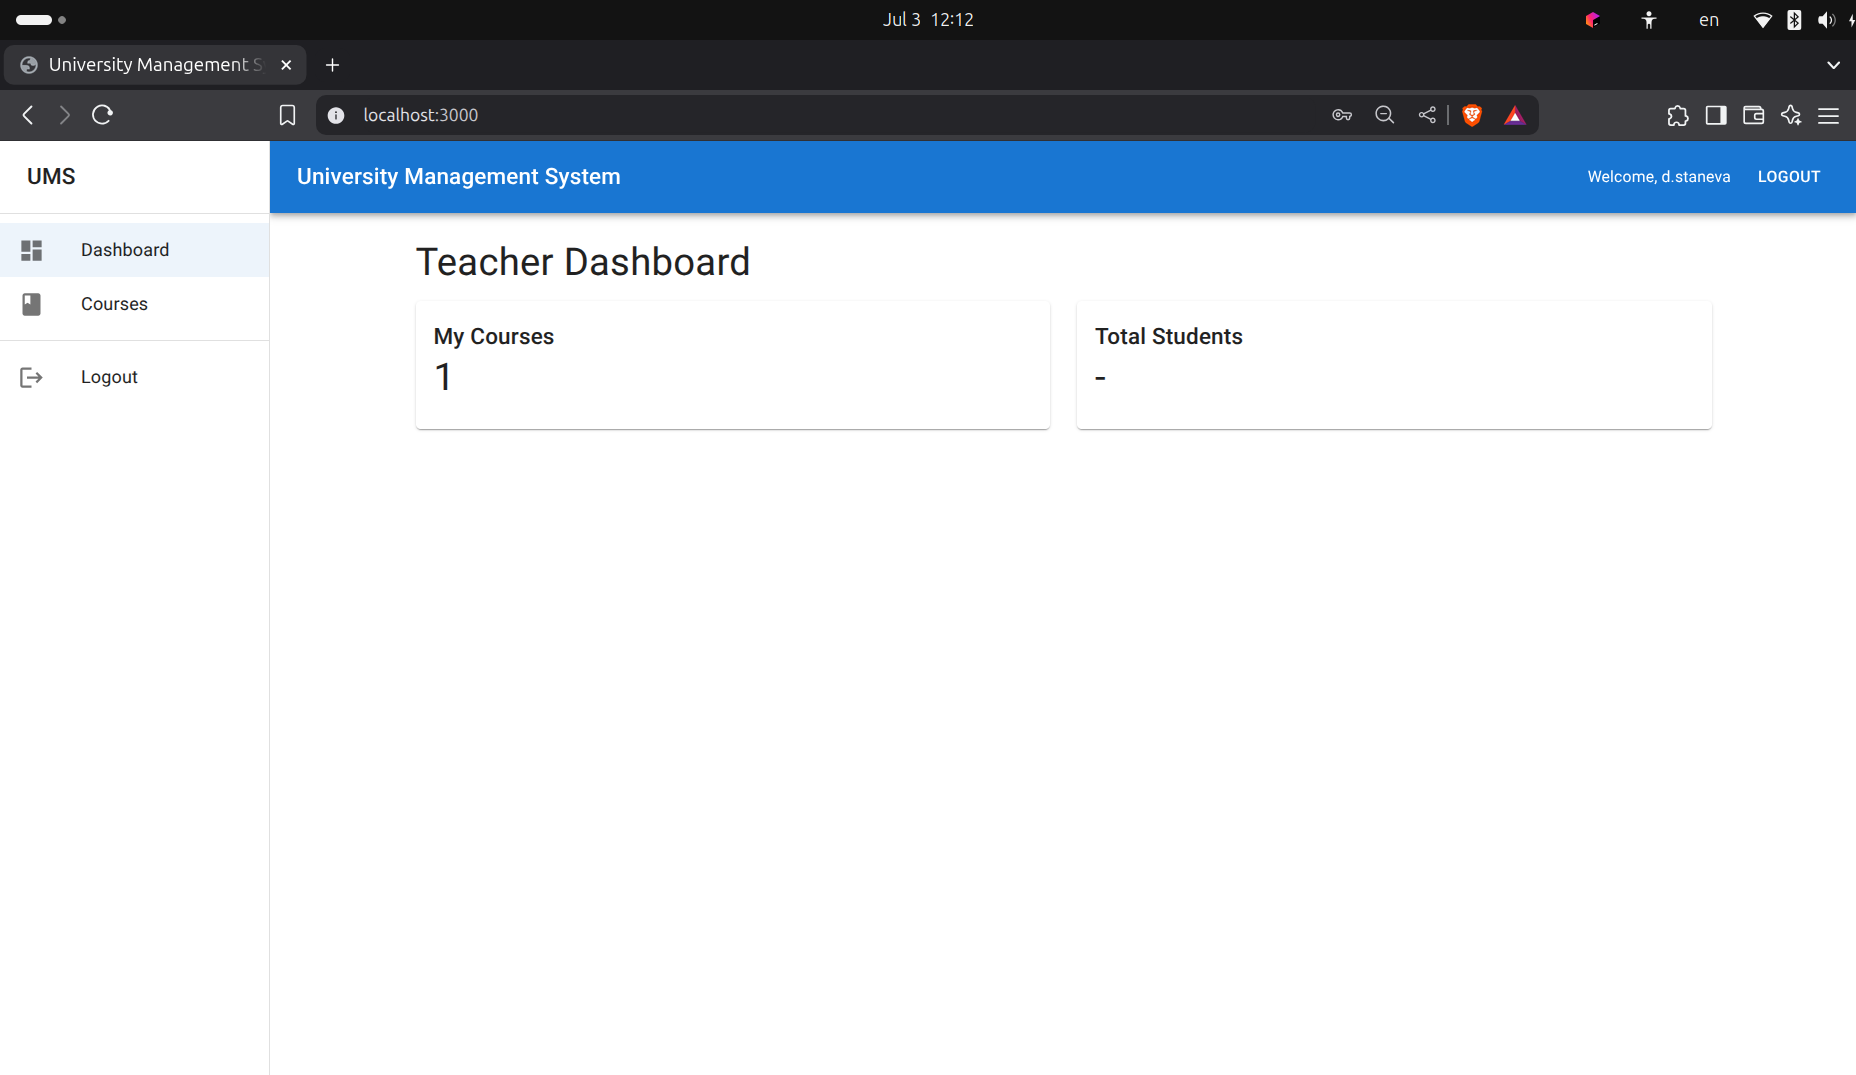 Jul 3 12:12
en
University Management S
localhost:3000
UMS
University Management System
Welcome, d.staneva
LOGOUT
Dashboard
Courses
Logout
Teacher Dashboard
My Courses
1
Total Students
-